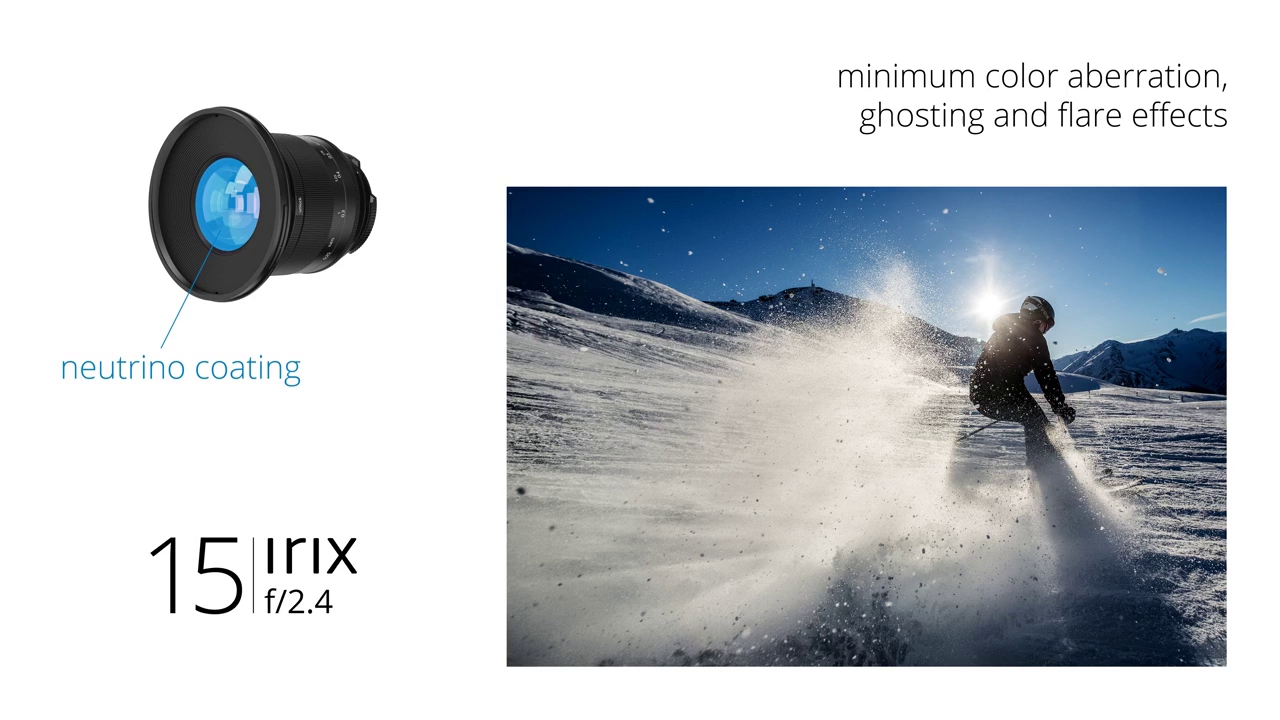 minimum color aberration,
ghosting and flare effects
neutrino coating
15
irix
f/2.4